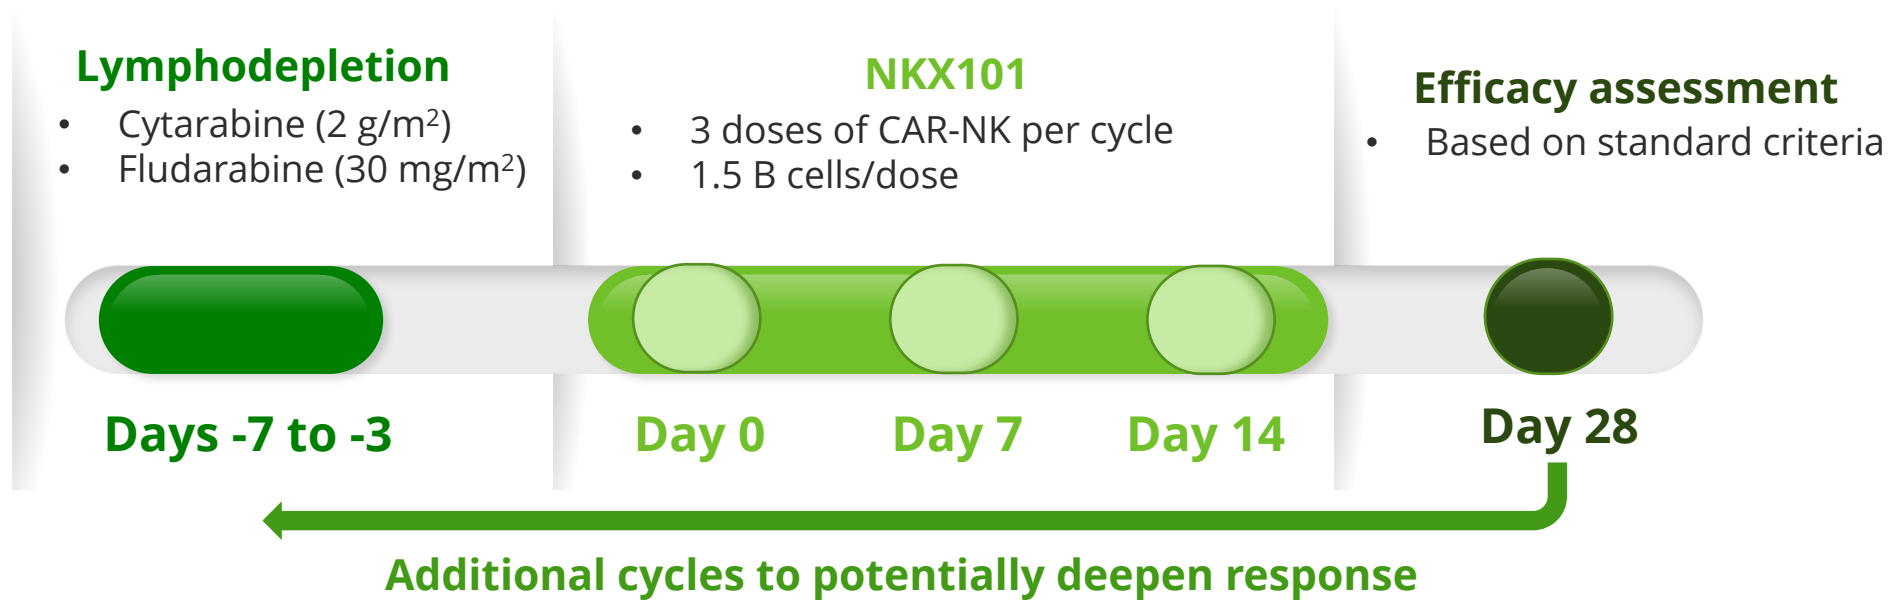 Lymphodepletion
• Cytarabine (2 g/m²)
• Fludarabine (30 mg/m²)
NKX101
• 3 doses of CAR-NK per cycle
• 1.5 B cells/dose
Efficacy assessment
• Based on standard criteria
Days -7 to -3
Day 0
Day 7
Day 14
Day 28
Additional cycles to potentially deepen response